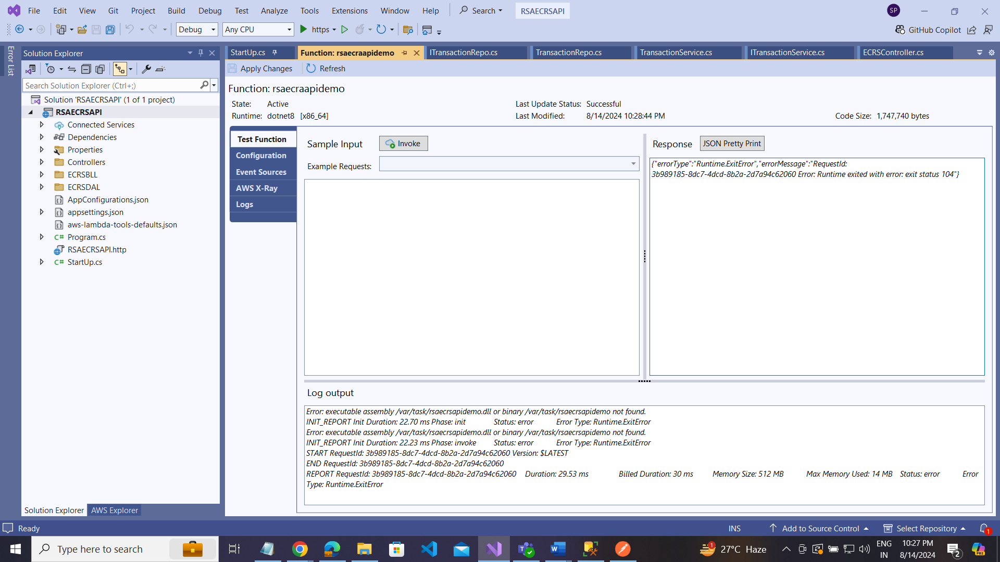 File Edit View Git Project Build Debug Test Analyze Tools Extensions Window Help Search RSAECRSAPI SP
Debug Any CPU https GitHub Copilot
Error List
Solution Explorer
Search Solution Explorer (Ctrl+;)
Solution 'RSAECRSAPI' (1 of 1 project)
RSAECRSAPI
Connected Services
Dependencies
Properties
Controllers
ECRSBLL
ECRSDAL
AppConfigurations.json
appsettings.json
aws-lambda-tools-defaults.json
C# Program.cs
RSAECRSAPI.http
C# StartUp.cs
Solution Explorer AWS Explorer
StartUp.cs Function: rsaecraapidemo ITransactionRepo.cs TransactionRepo.cs TransactionService.cs ITransactionService.cs ECRSController.cs
Apply Changes Refresh
Function: rsaecraapidemo
State: Active Last Update Status: Successful
Runtime: dotnet8 [x86_64] Last Modified: 8/14/2024 10:28:44 PM Code Size: 1,747,740 bytes
Test Function
Configuration
Event Sources
AWS X-Ray
Logs
Sample Input Invoke
Example Requests:
Response JSON Pretty Print
{"errorType":"Runtime.ExitError","errorMessage":"RequestId:
3b989185-8dc7-4dcd-8b2a-2d7a94c62060 Error: Runtime exited with error: exit status 104"}
Log output
Error: executable assembly /var/task/rsaecrsapidemo.dll or binary /var/task/rsaecrsapidemo not found.
INIT_REPORT Init Duration: 22.70 ms Phase: init Status: error Error Type: Runtime.ExitError
Error: executable assembly /var/task/rsaecrsapidemo.dll or binary /var/task/rsaecrsapidemo not found.
INIT_REPORT Init Duration: 22.23 ms Phase: invoke Status: error Error Type: Runtime.ExitError
START RequestId: 3b989185-8dc7-4dcd-8b2a-2d7a94c62060 Version: $LATEST
END RequestId: 3b989185-8dc7-4dcd-8b2a-2d7a94c62060
REPORT RequestId: 3b989185-8dc7-4dcd-8b2a-2d7a94c62060 Duration: 29.53 ms Billed Duration: 30 ms Memory Size: 512 MB Max Memory Used: 14 MB Status: error Error
Type: Runtime.ExitError
Ready INS Add to Source Control Select Repository 1
Type here to search 1 27°C Haze ENG 10:27 PM 2 PRE
IN 8/14/2024